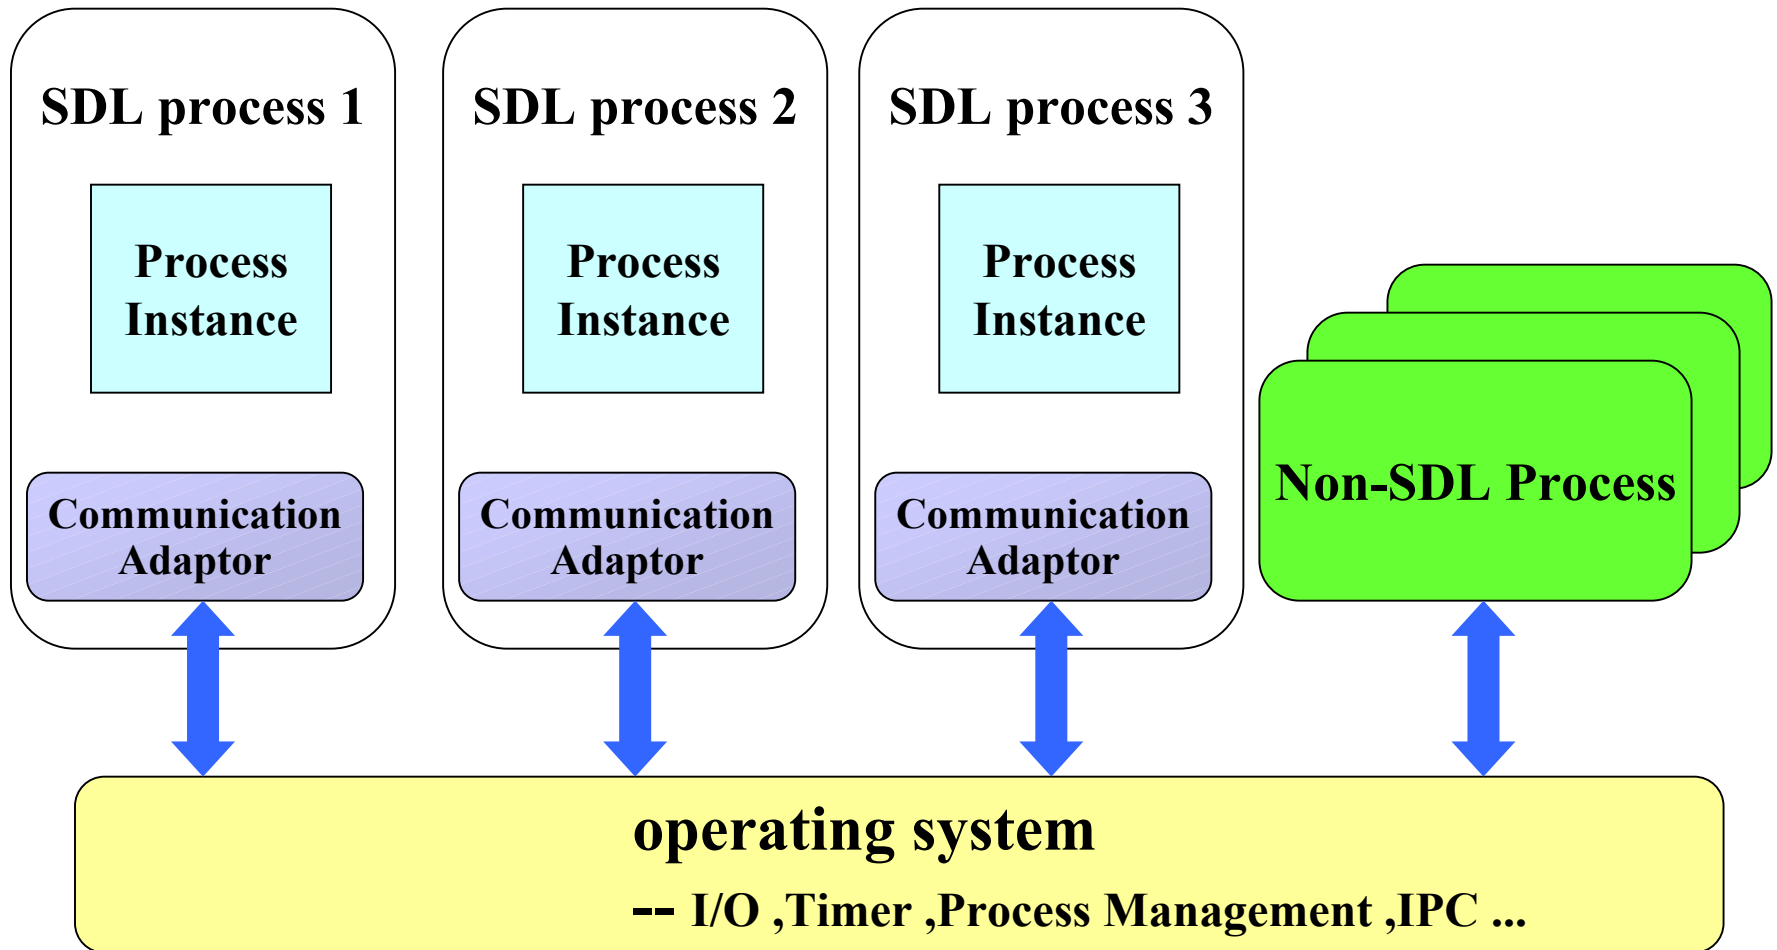 SDL process 1
Process
Instance
Communication
Adaptor
SDL process 2
Process
Instance
Communication
Adaptor
SDL process 3
Process
Instance
Communication
Adaptor
Non-SDL Process
operating system
-- I/O ,Timer ,Process Management ,IPC ...